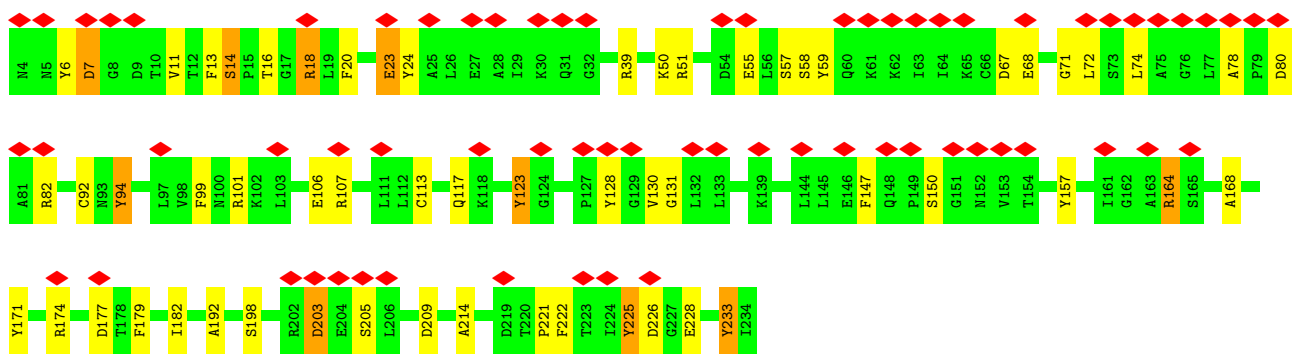 N4 N5 Y6 D7 G8 D9 T10 V11 T12 F13 S14 P15 T16 G17 R18 L19 F20 E23 Y24 A25 L26 E27 A28 I29 K30 Q31 G32 R39 K50 R51 D54 E55 L56 S57 S58 Y59 Q60 K61 K62 I63 I64 K65 C66 D67 E68 G71 L72 S73 L74 A75 G76 L77 A78 P79 D80
A81 R82 C92 N93 Y94 L97 V98 F99 N100 R101 K102 L103 E106 R107 L111 L112 C113 Q117 K118 Y123 G124 P127 Y128 G129 V130 G131 L132 L133 K139 L144 L145 E146 F147 Q148 P149 S150 G151 N152 V153 T154 Y157 I161 G162 A163 R164 S165 A168
Y171 R174 D177 T178 F179 I182 A192 S198 R202 D203 E204 S205 L206 D209 A214 D219 T220 P221 F222 T223 I224 Y225 D226 G227 E228 Y233 I234